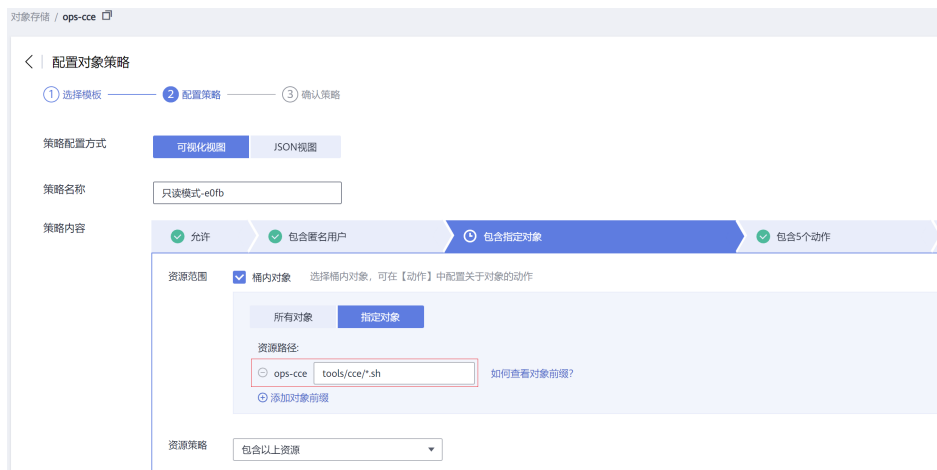 对象存储 / ops-cce
配置对象策略
1 选择模板 2 配置策略 3 确认策略
策略配置方式 可视化视图 JSON视图
策略名称 只读模式-e0fb
策略内容 允许 包含匿名用户 包含指定对象 包含5个动作
资源范围 桶内对象 选择桶内对象，可在【动作】中配置关于对象的动作
所有对象 指定对象
资源路径:
ops-cce tools/cce/*.sh 如何查看对象前缀?
添加对象前缀
资源策略 包含以上资源